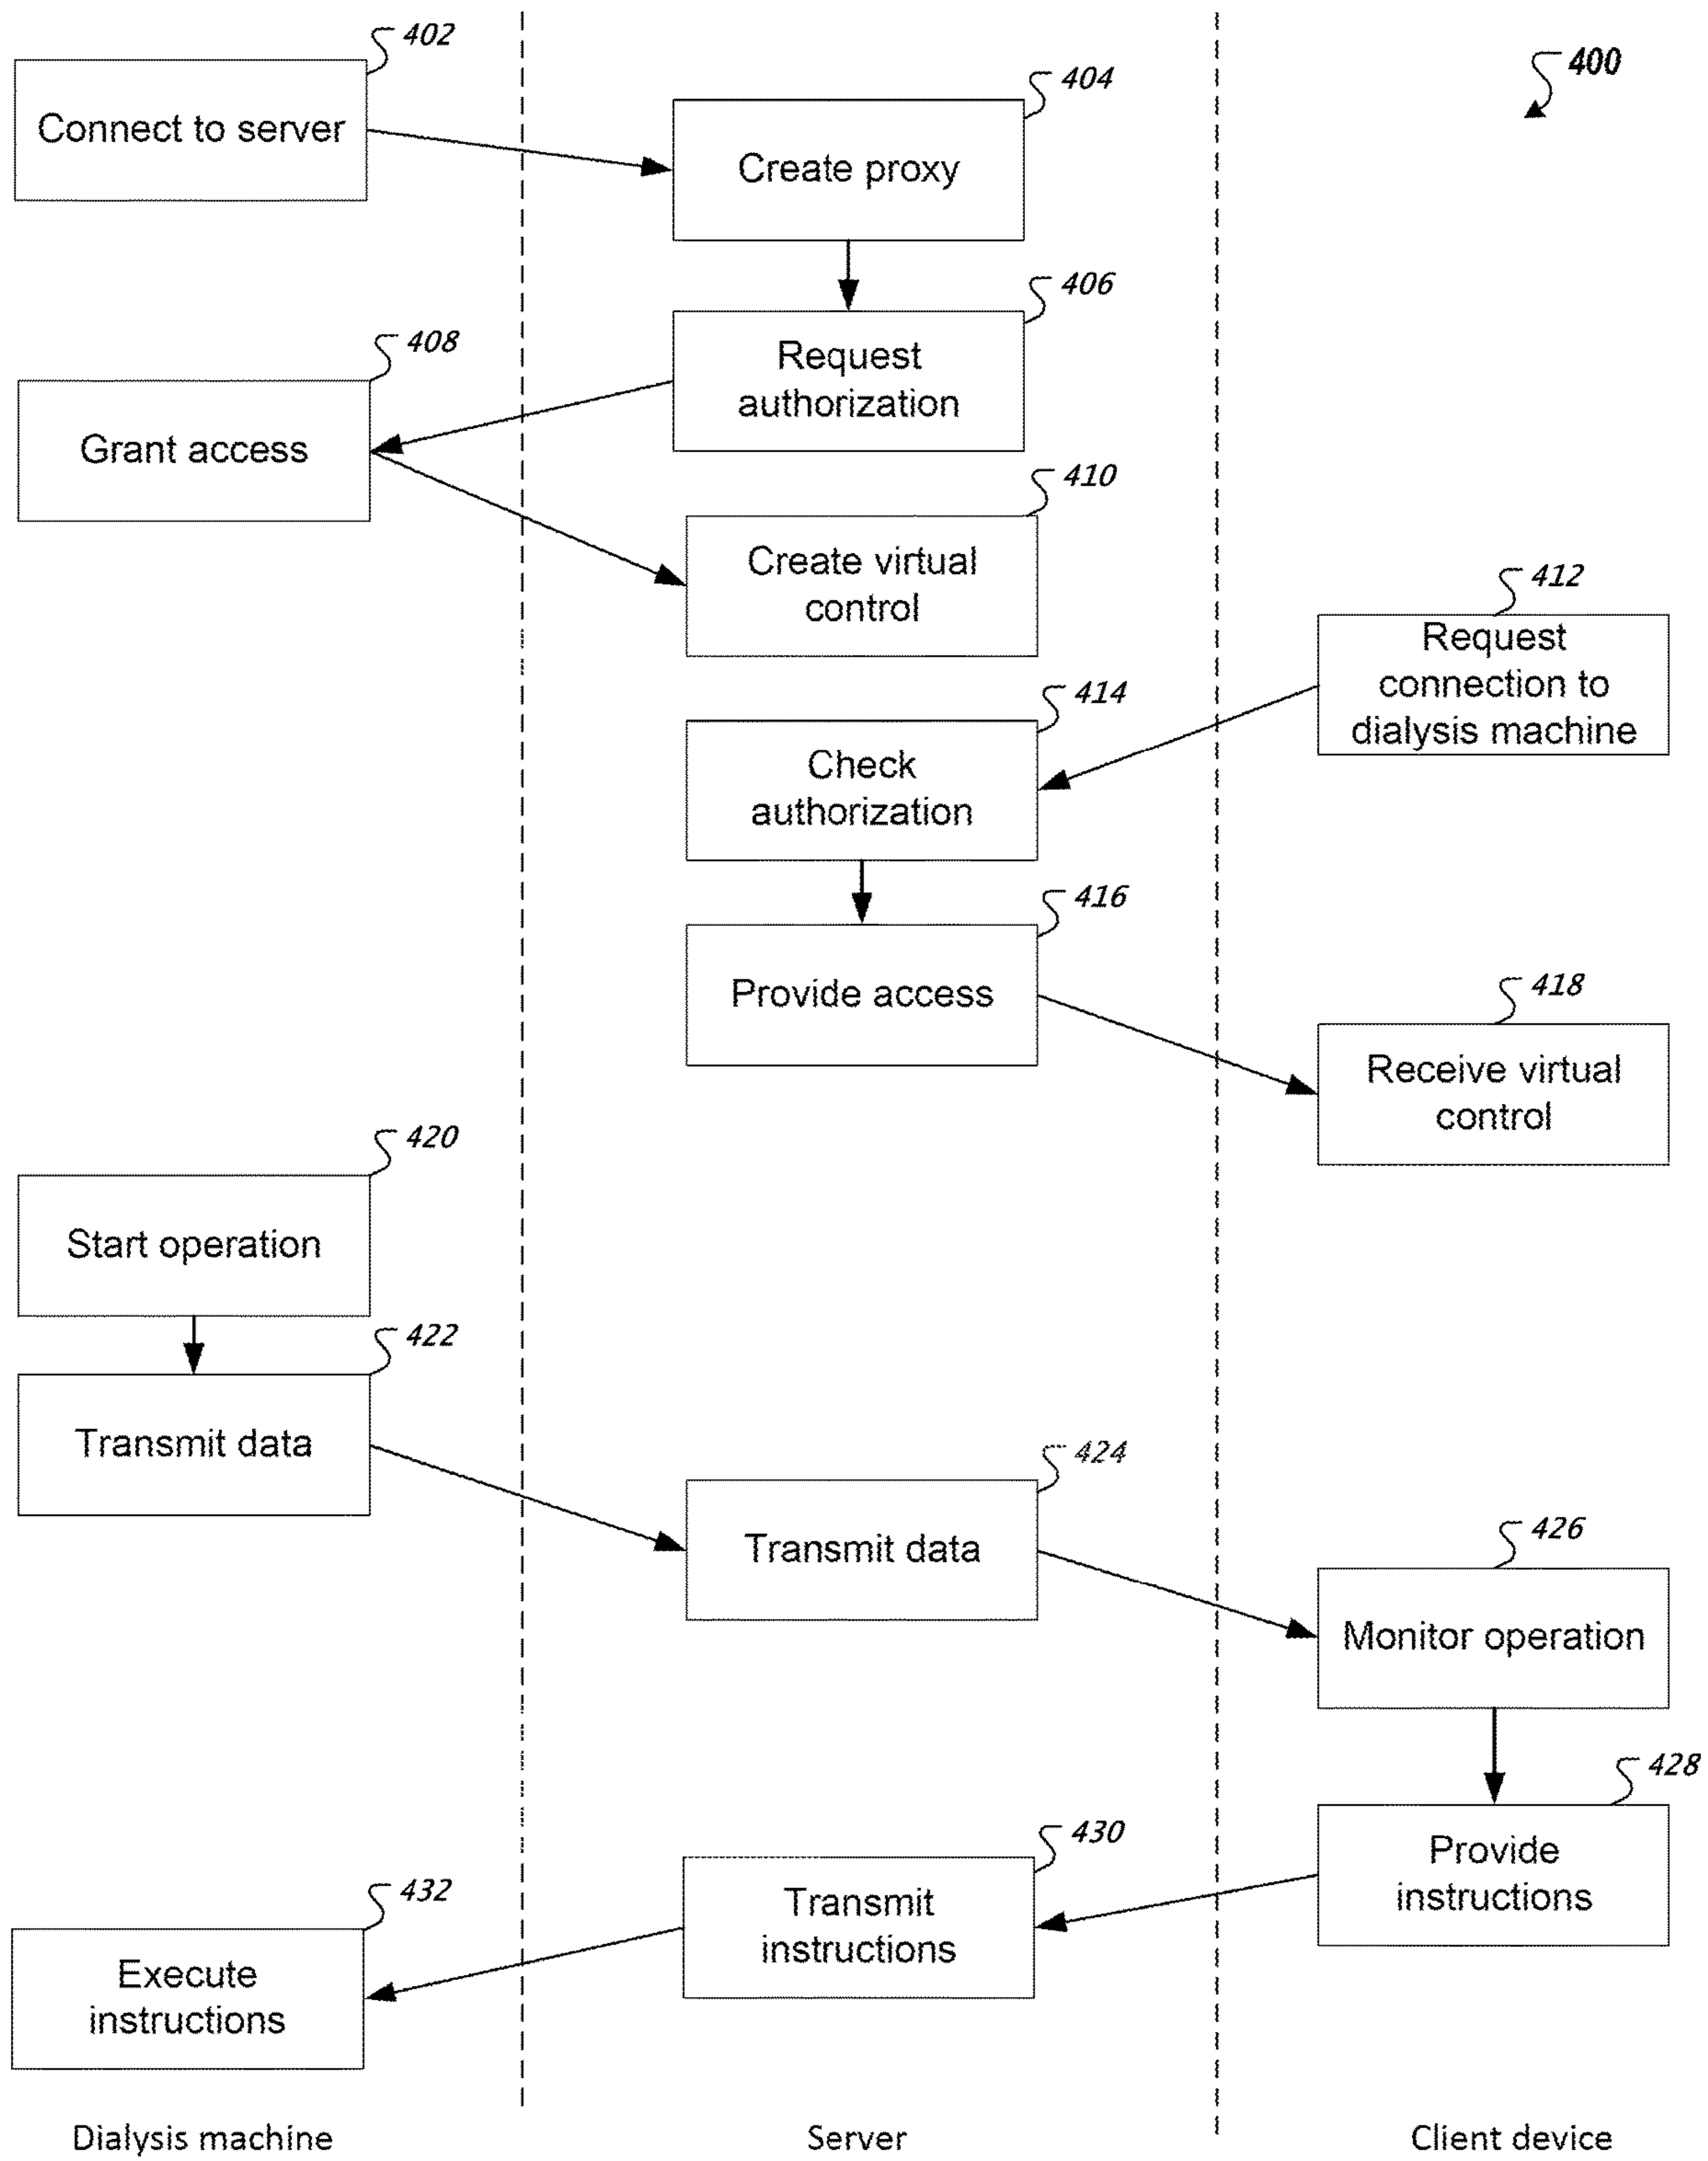 402
Connect to server
404
Create proxy
400
406
Request
authorization
408
Grant access
410
Create virtual
control
412
Request
connection to
dialysis machine
414
Check
authorization
416
Provide access
418
Receive virtual
control
420
Start operation
422
Transmit data
424
Transmit data
426
Monitor operation
428
Provide
instructions
430
Transmit
instructions
432
Execute
instructions
Dialysis machine
Server
Client device